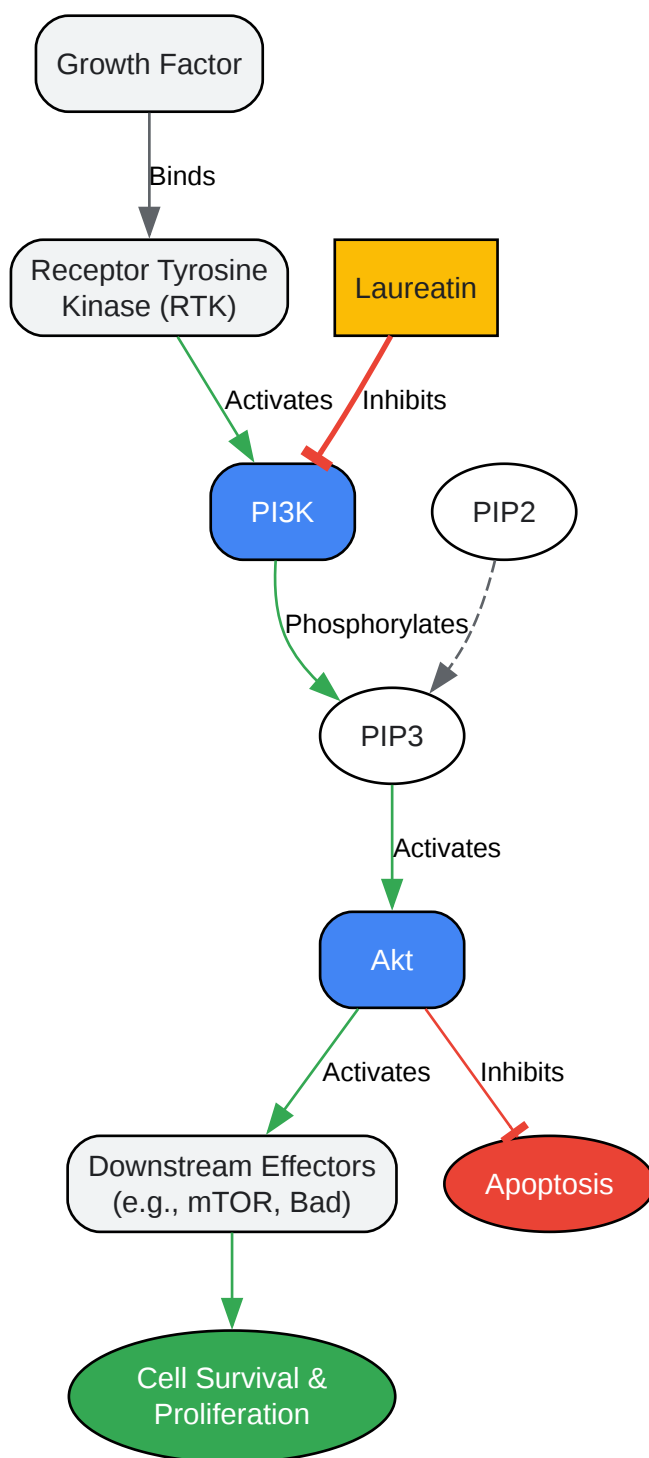 Growth Factor
Binds
Receptor Tyrosine
Kinase (RTK)
Laureatin
Activates
Inhibits
PI3K
PIP2
Phosphorylates
PIP3
Activates
Akt
Activates
Inhibits
Downstream Effectors
(e.g., mTOR, Bad)
Apoptosis
Cell Survival &
Proliferation